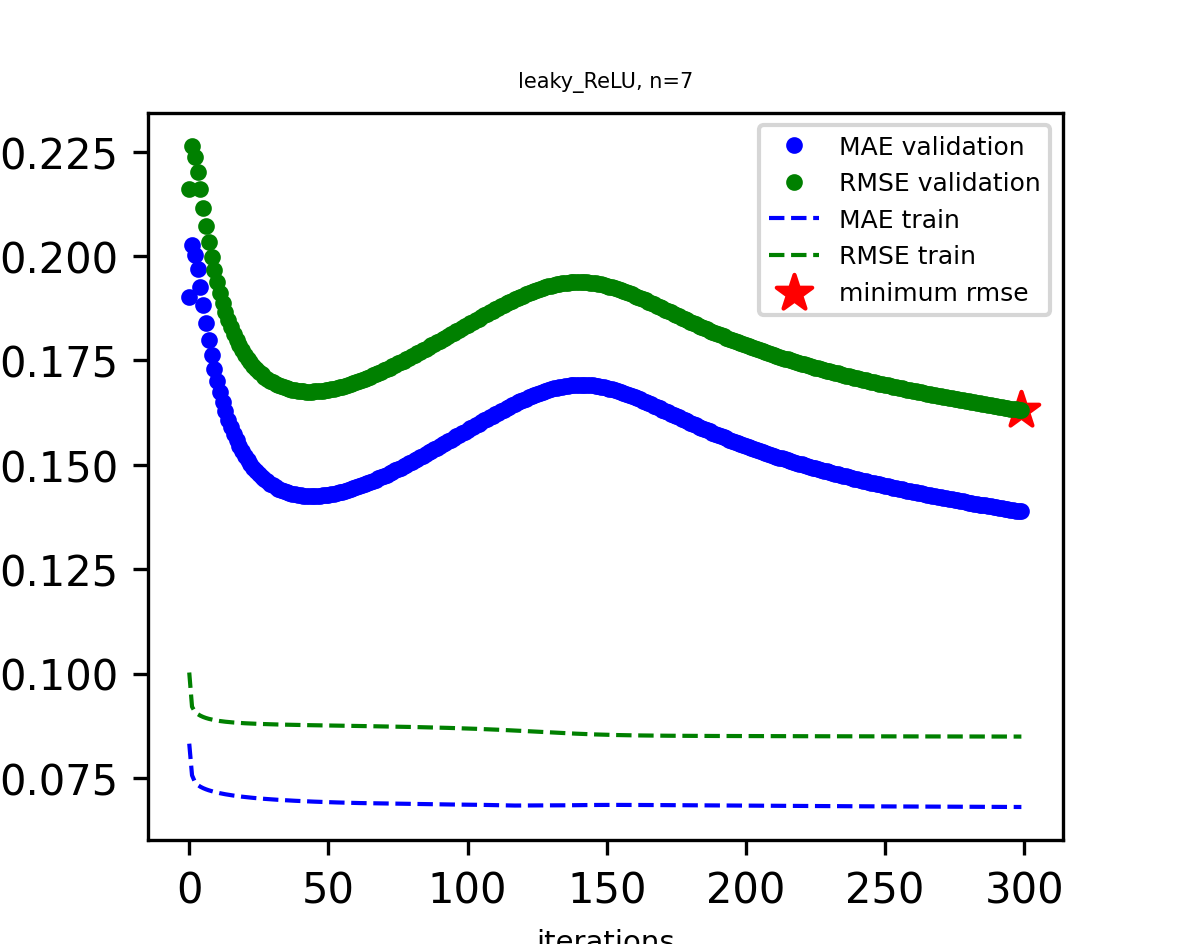 leaky_ReLU, n=7
0.225
0.200
0.175
0.150
0.125
0.100
0.075
MAE validation
RMSE validation
MAE train
RMSE train
minimum rmse
0 50 100 150 200 250 300
iterations